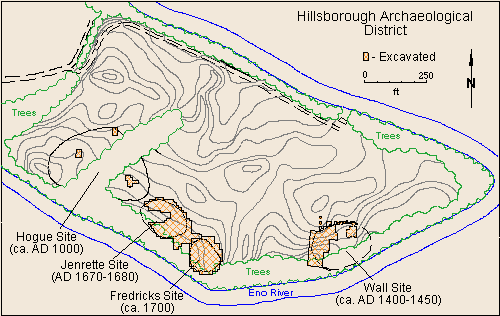 Hillsborough Archaeological
District
- Excavated
0 250
ft
N
Trees
Trees
Hogue Site
(ca. AD 1000)
Jenrette Site
(AD 1670-1680)
Fredricks Site
(ca. 1700)
Trees
Eno River
Wall Site
(ca. AD 1400-1450)